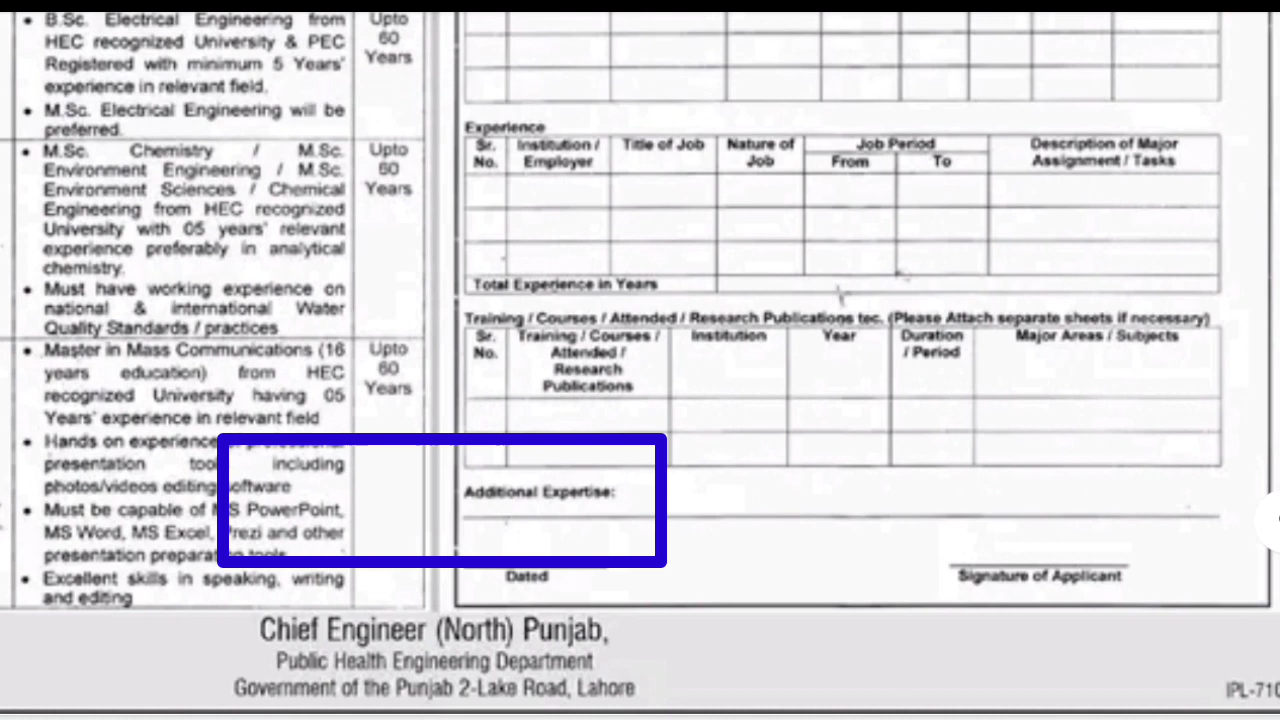 B.Sc. Electrical Engineering from
HEC recognized University & PEC
Registered with minimum 5 Years'
experience in relevant field.
M.Sc. Electrical Engineering will be
preferred.
Upto
60
Years
M.Sc. Chemistry / M.Sc.
Environment Engineering / M.Sc.
Environment Sciences / Chemical
Engineering from HEC recognized
University with 05 years' relevant
experience preferably in analytical
chemistry.
Must have working experience on
national & international Water
Quality Standards / practices
Upto
60
Years
Master in Mass Communications (16
years education) from HEC
recognized University having 05
Years' experience in relevant field
Hands on experience
presentation including
photos/videos editing
Must be capable of PowerPoint,
MS Word, MS Excel, and other
presentation
Excellent skills in speaking, writing
and editing
Upto
60
Years
Experience
Sr. No.
Institution / Employer
Title of Job
Nature of Job
Job Period
From
To
Description of Major Assignment / Tasks
Total Experience in Years
Training / Courses / Attended / Research Publications tec. (Please Attach separate sheets if necessary)
Sr. No.
Training / Courses / Attended / Research Publications
Institution
Year
Duration / Period
Major Areas / Subjects
Additional Expertise:
Dated
Signature of Applicant
Chief Engineer (North) Punjab,
Public Health Engineering Department
Government of the Punjab 2-Lake Road, Lahore
IPL-710